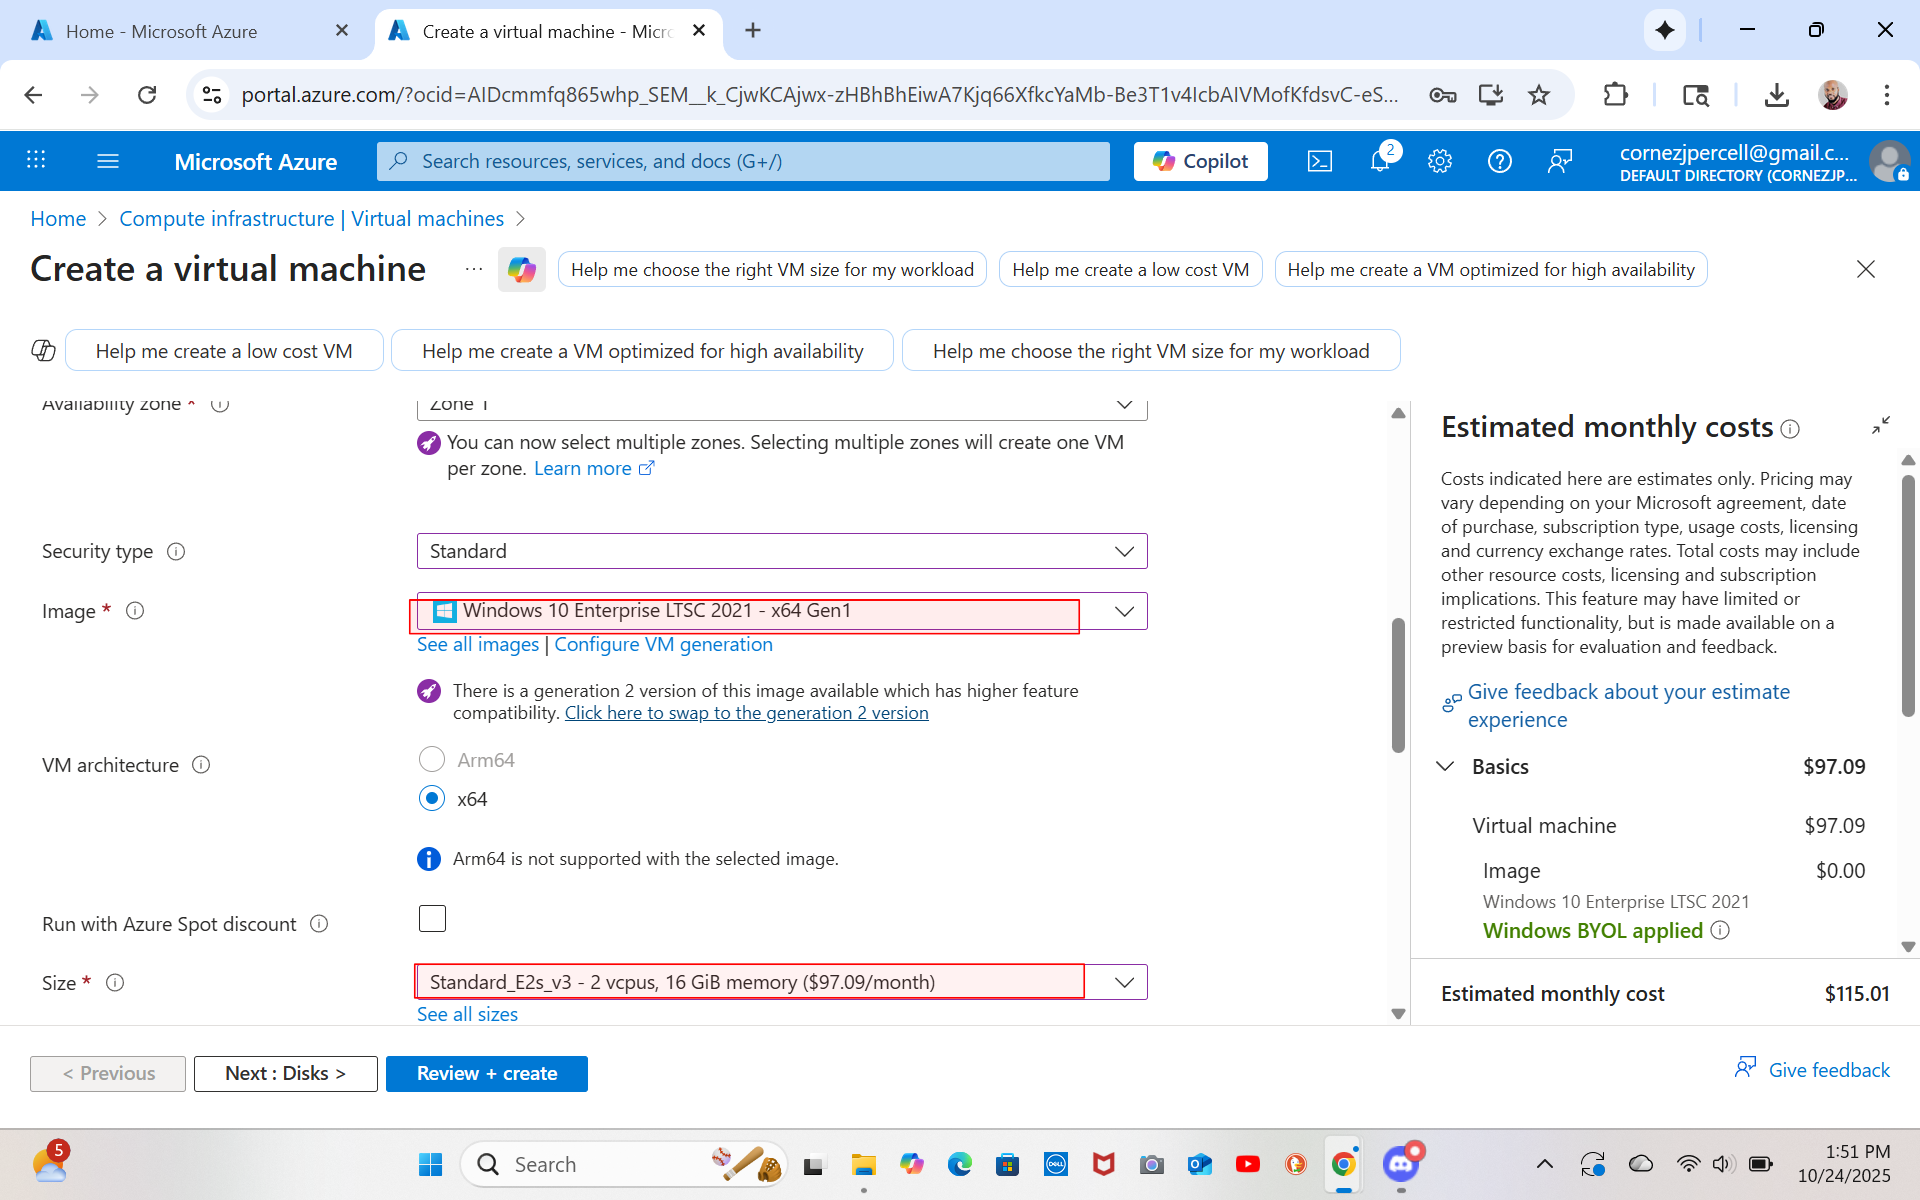 Home - Microsoft Azure
Create a virtual machine - Micr
portal.azure.com/?ocid=AIDcmmfq865whp_SEM__k_CjwKCAjwx-zHBhBhEiwA7Kjq66XfkcYaMb-Be3T1v4IcbAIVMofKfdsvC-eS...
Microsoft Azure
Search resources, services, and docs (G+/)
Copilot
2
cornezjpercell@gmail.c...
DEFAULT DIRECTORY (CORNEZJP...
Home > Compute infrastructure | Virtual machines >
Create a virtual machine
...
Help me choose the right VM size for my workload
Help me create a low cost VM
Help me create a VM optimized for high availability
Help me create a low cost VM
Help me create a VM optimized for high availability
Help me choose the right VM size for my workload
Availability zone *
Zone 1
You can now select multiple zones. Selecting multiple zones will create one VM
per zone. Learn more
Security type
Standard
Image *
Windows 10 Enterprise LTSC 2021 - x64 Gen1
See all images | Configure VM generation
There is a generation 2 version of this image available which has higher feature
compatibility. Click here to swap to the generation 2 version
VM architecture
Arm64
x64
Arm64 is not supported with the selected image.
Run with Azure Spot discount
Size *
Standard_E2s_v3 - 2 vcpus, 16 GiB memory ($97.09/month)
See all sizes
Estimated monthly costs
Costs indicated here are estimates only. Pricing may
vary depending on your Microsoft agreement, date
of purchase, subscription type, usage costs, licensing
and currency exchange rates. Total costs may include
other resource costs, licensing and subscription
implications. This feature may have limited or
restricted functionality, but is made available on a
preview basis for evaluation and feedback.
Give feedback about your estimate
experience
Basics $97.09
Virtual machine $97.09
Image $0.00
Windows 10 Enterprise LTSC 2021
Windows BYOL applied
Estimated monthly cost $115.01
< Previous
Next : Disks >
Review + create
Give feedback
5
Search
DELL
1:51 PM
10/24/2025